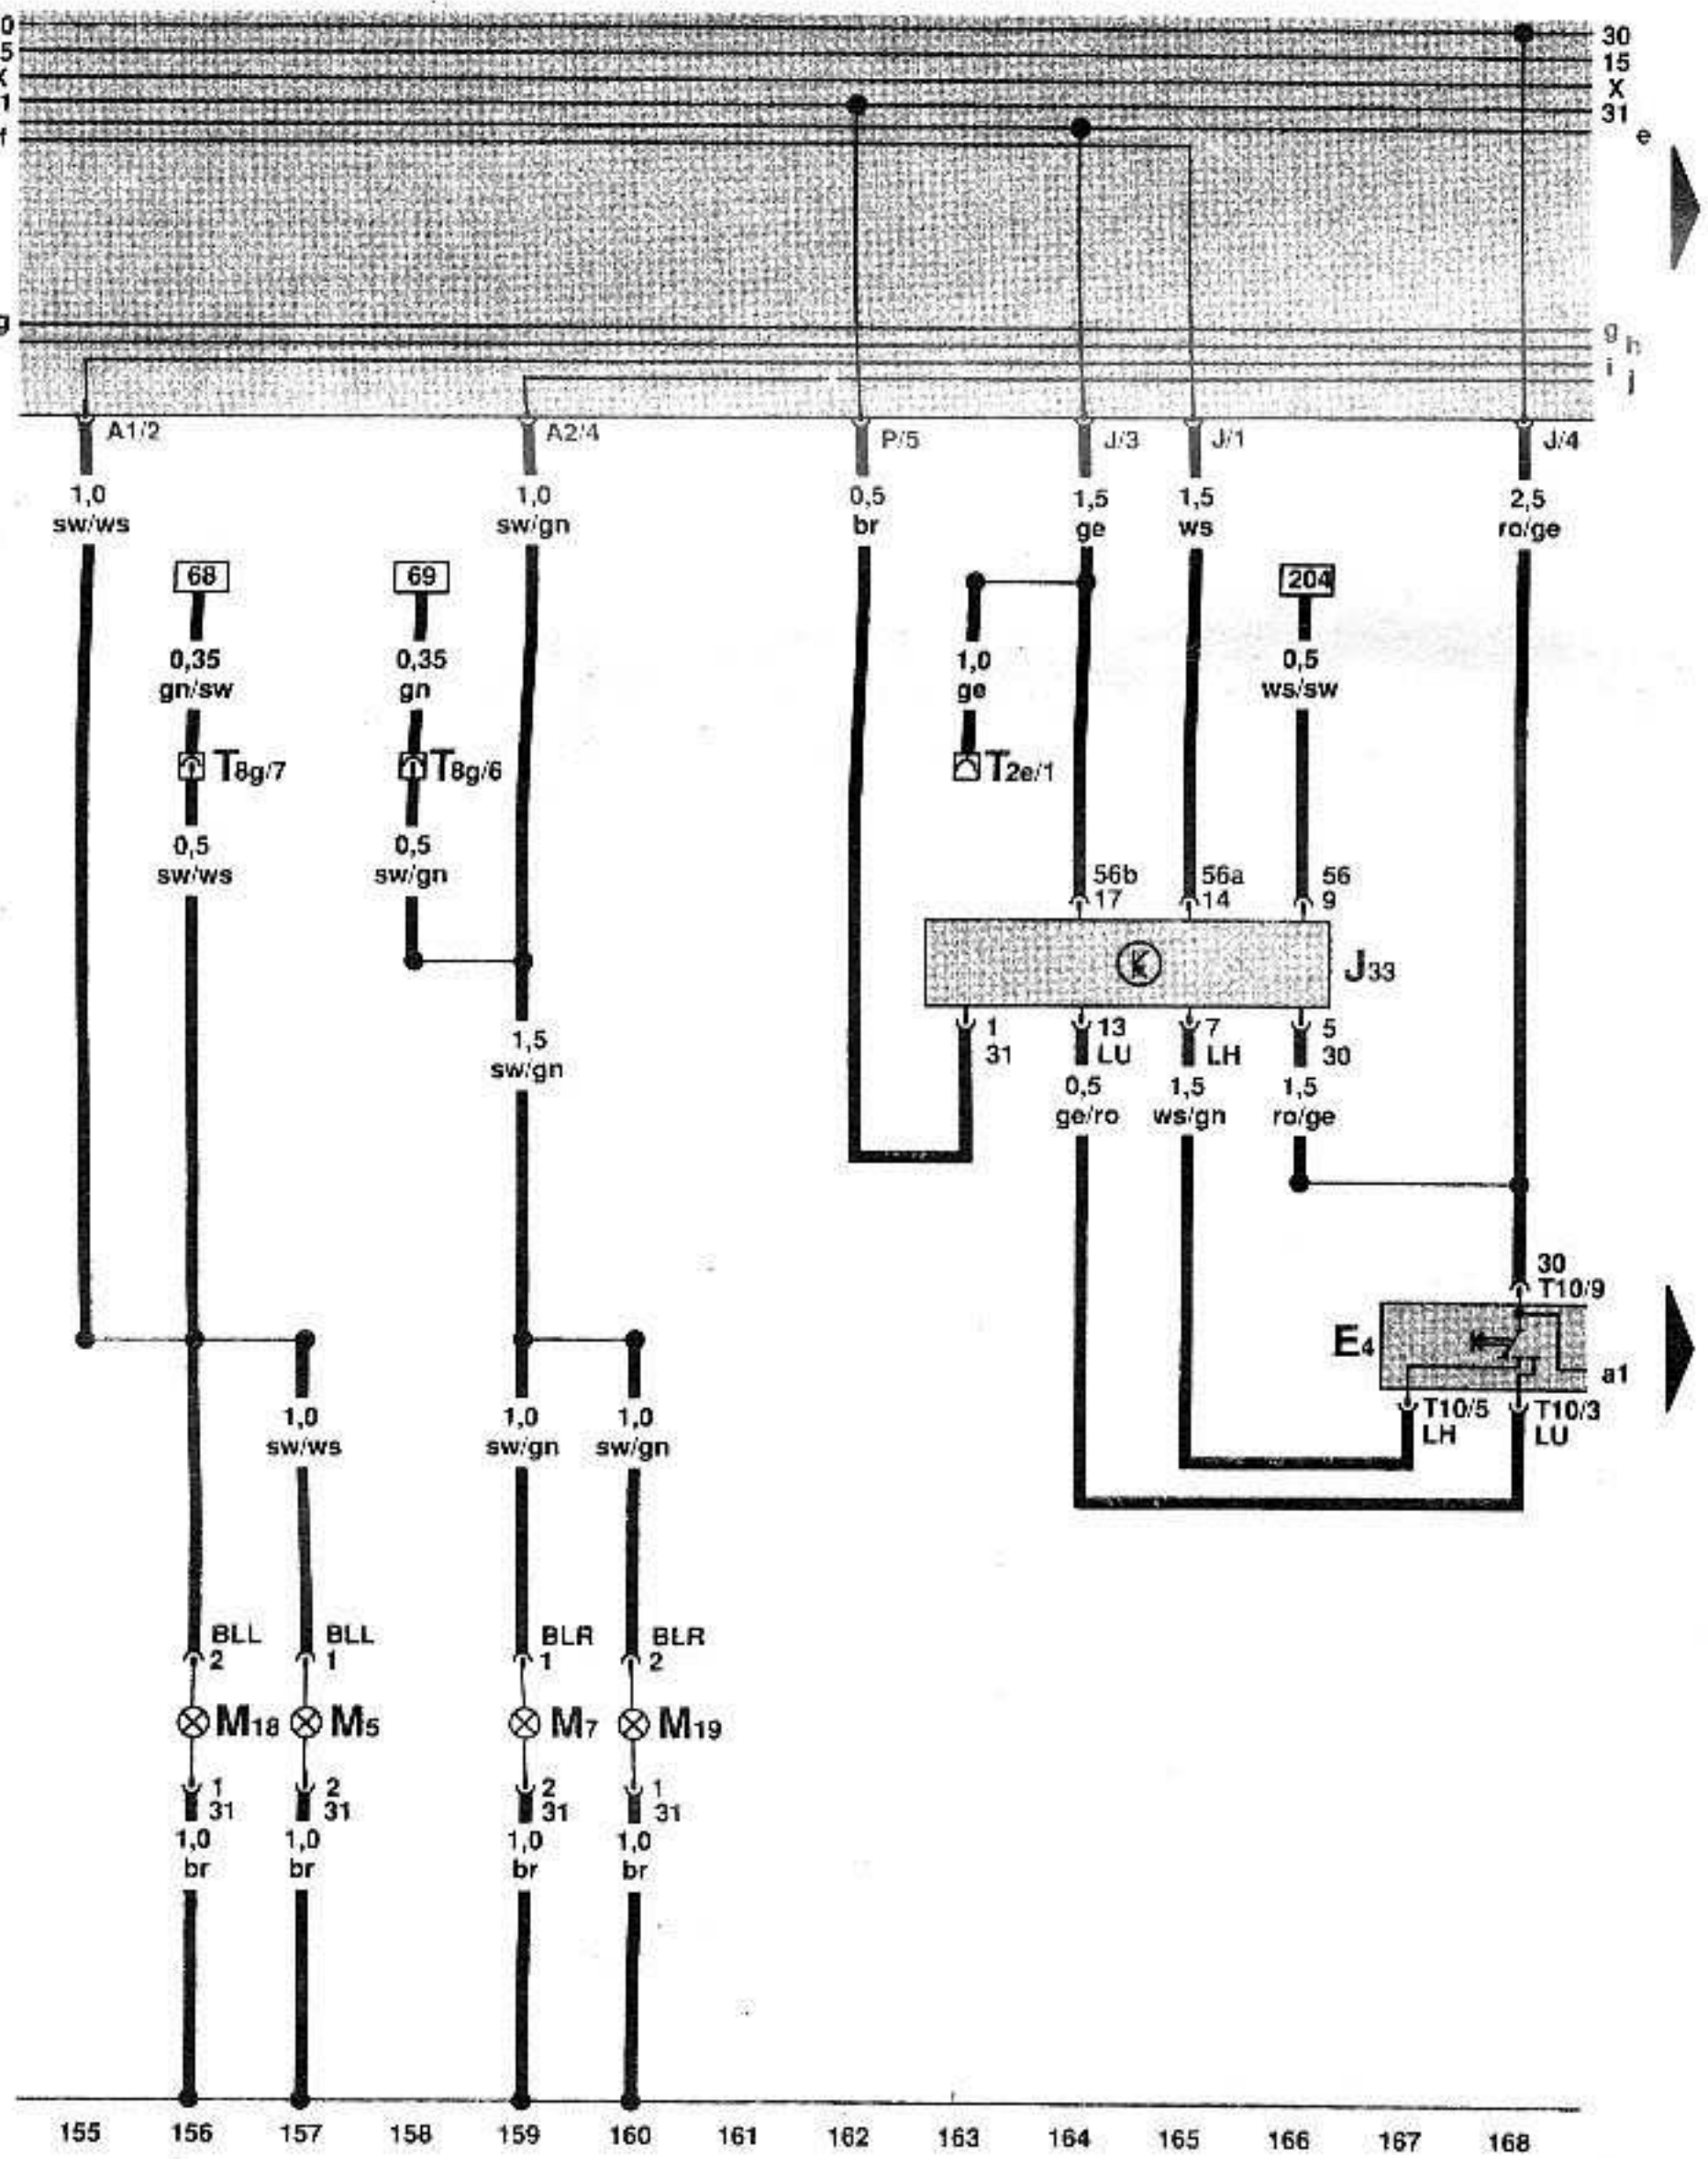 0
5
X
1
f
30
15
X
31
e
g
g
h
i
j
A1/2
A2/4
P/5
J/3
J/1
J/4
1,0
sw/ws
1,0
sw/gn
0,5
br
1,5
ge
1,5
ws
2,5
ro/ge
68
69
204
0,35
gn/sw
0,35
gn
1,0
ge
0,5
ws/sw
T8g/7
T8g/6
T2e/1
0,5
sw/ws
0,5
sw/gn
56b
17
56a
14
56
9
K
J33
1
31
13
LU
7
LH
5
30
1,5
sw/gn
0,5
ge/ro
1,5
ws/gn
1,5
ro/ge
30
T10/9
E4
a1
T10/5
LH
T10/3
LU
1,0
sw/ws
1,0
sw/gn
1,0
sw/gn
BLL
2
BLL
1
BLR
1
BLR
2
M18
M5
M7
M19
1
31
2
31
2
31
1
31
1,0
br
1,0
br
1,0
br
1,0
br
155 156 157 158 159 160 161 162 163 164 165 166 167 168